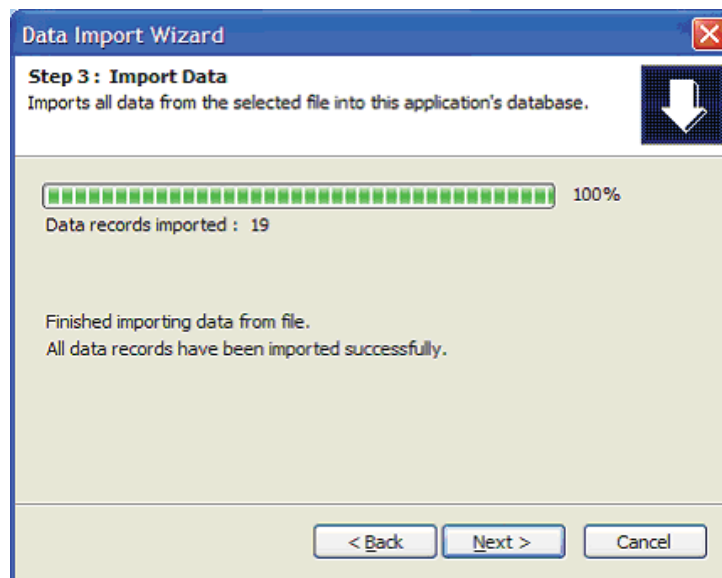 Data Import Wizard
Step 3 : Import Data
Imports all data from the selected file into this application's database.
100%
Data records imported : 19
Finished importing data from file.
All data records have been imported successfully.
< Back Next > Cancel